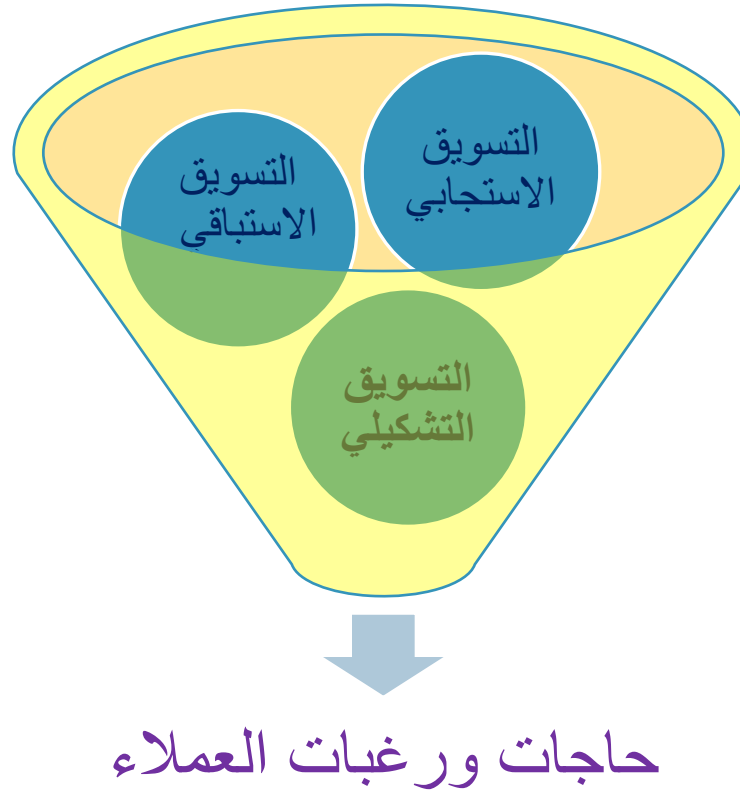 التسويق
الاستجابي
التسويق
الاستباقي
التسويق
التشكيلي
حاجات ورغبات العملاء